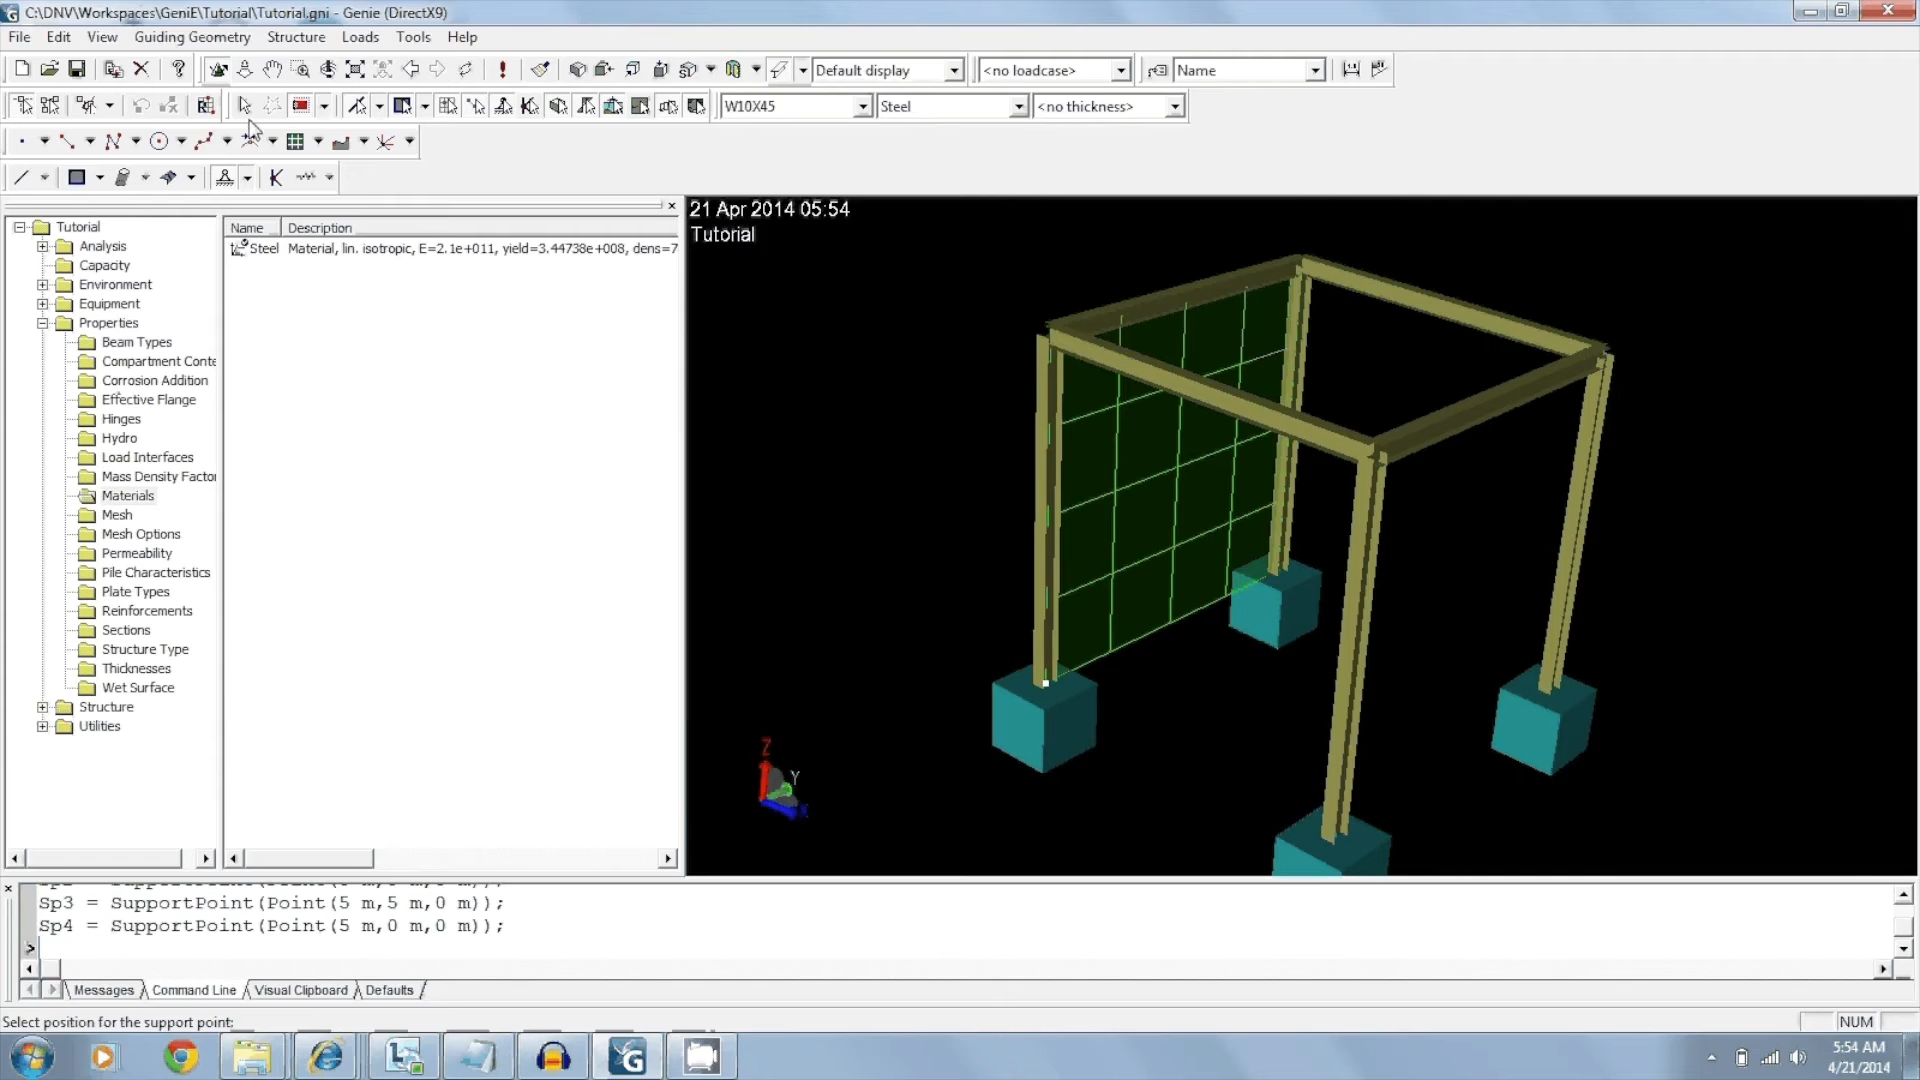 C:\DNV\Workspaces\GeniE\Tutorial\Tutorial.gni - Genie (DirectX9)
File Edit View Guiding Geometry Structure Loads Tools Help
Default display <no loadcase> Name
W10X45 Steel <no thickness>
21 Apr 2014 05:54
Tutorial
Name Description
Steel Material, lin. isotropic, E=2.1e+011, yield=3.44738e+008, dens=7
Tutorial
Analysis
Capacity
Environment
Equipment
Properties
Beam Types
Compartment Conte
Corrosion Addition
Effective Flange
Hinges
Hydro
Load Interfaces
Mass Density Factor
Materials
Mesh
Mesh Options
Permeability
Pile Characteristics
Plate Types
Reinforcements
Sections
Structure Type
Thicknesses
Wet Surface
Structure
Utilities
Z
Y
X
Sp3 = SupportPoint(Point(5 m,5 m,0 m));
Sp4 = SupportPoint(Point(5 m,0 m,0 m));
>
Messages Command Line Visual Clipboard Defaults
Select position for the support point:
NUM
5:54 AM
4/21/2014